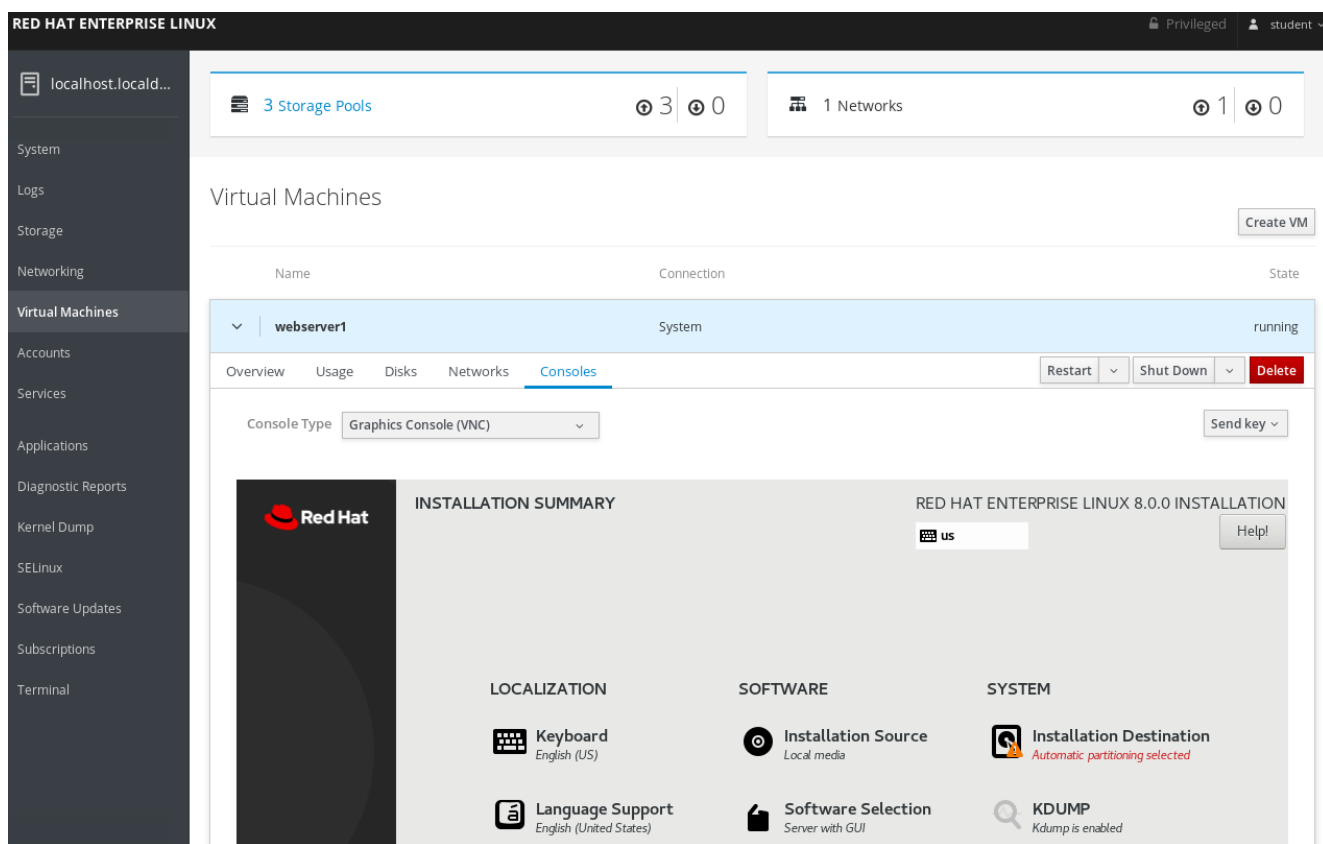 RED HAT ENTERPRISE LINUX
Privileged
student
localhost.locald...
3 Storage Pools
3
0
1 Networks
1
0
System
Logs
Storage
Networking
Virtual Machines
Accounts
Services
Applications
Diagnostic Reports
Kernel Dump
SELinux
Software Updates
Subscriptions
Terminal
Virtual Machines
Create VM
Name Connection State
webserver1 System running
Overview Usage Disks Networks Consoles
Restart Shut Down Delete
Console Type Graphics Console (VNC) Send key
Red Hat
INSTALLATION SUMMARY
RED HAT ENTERPRISE LINUX 8.0.0 INSTALLATION
us
Help!
LOCALIZATION
Keyboard
English (US)
á Language Support
English (United States)
SOFTWARE
Installation Source
Local media
Software Selection
Server with GUI
SYSTEM
Installation Destination
Automatic partitioning selected
KDUMP
Kdump is enabled